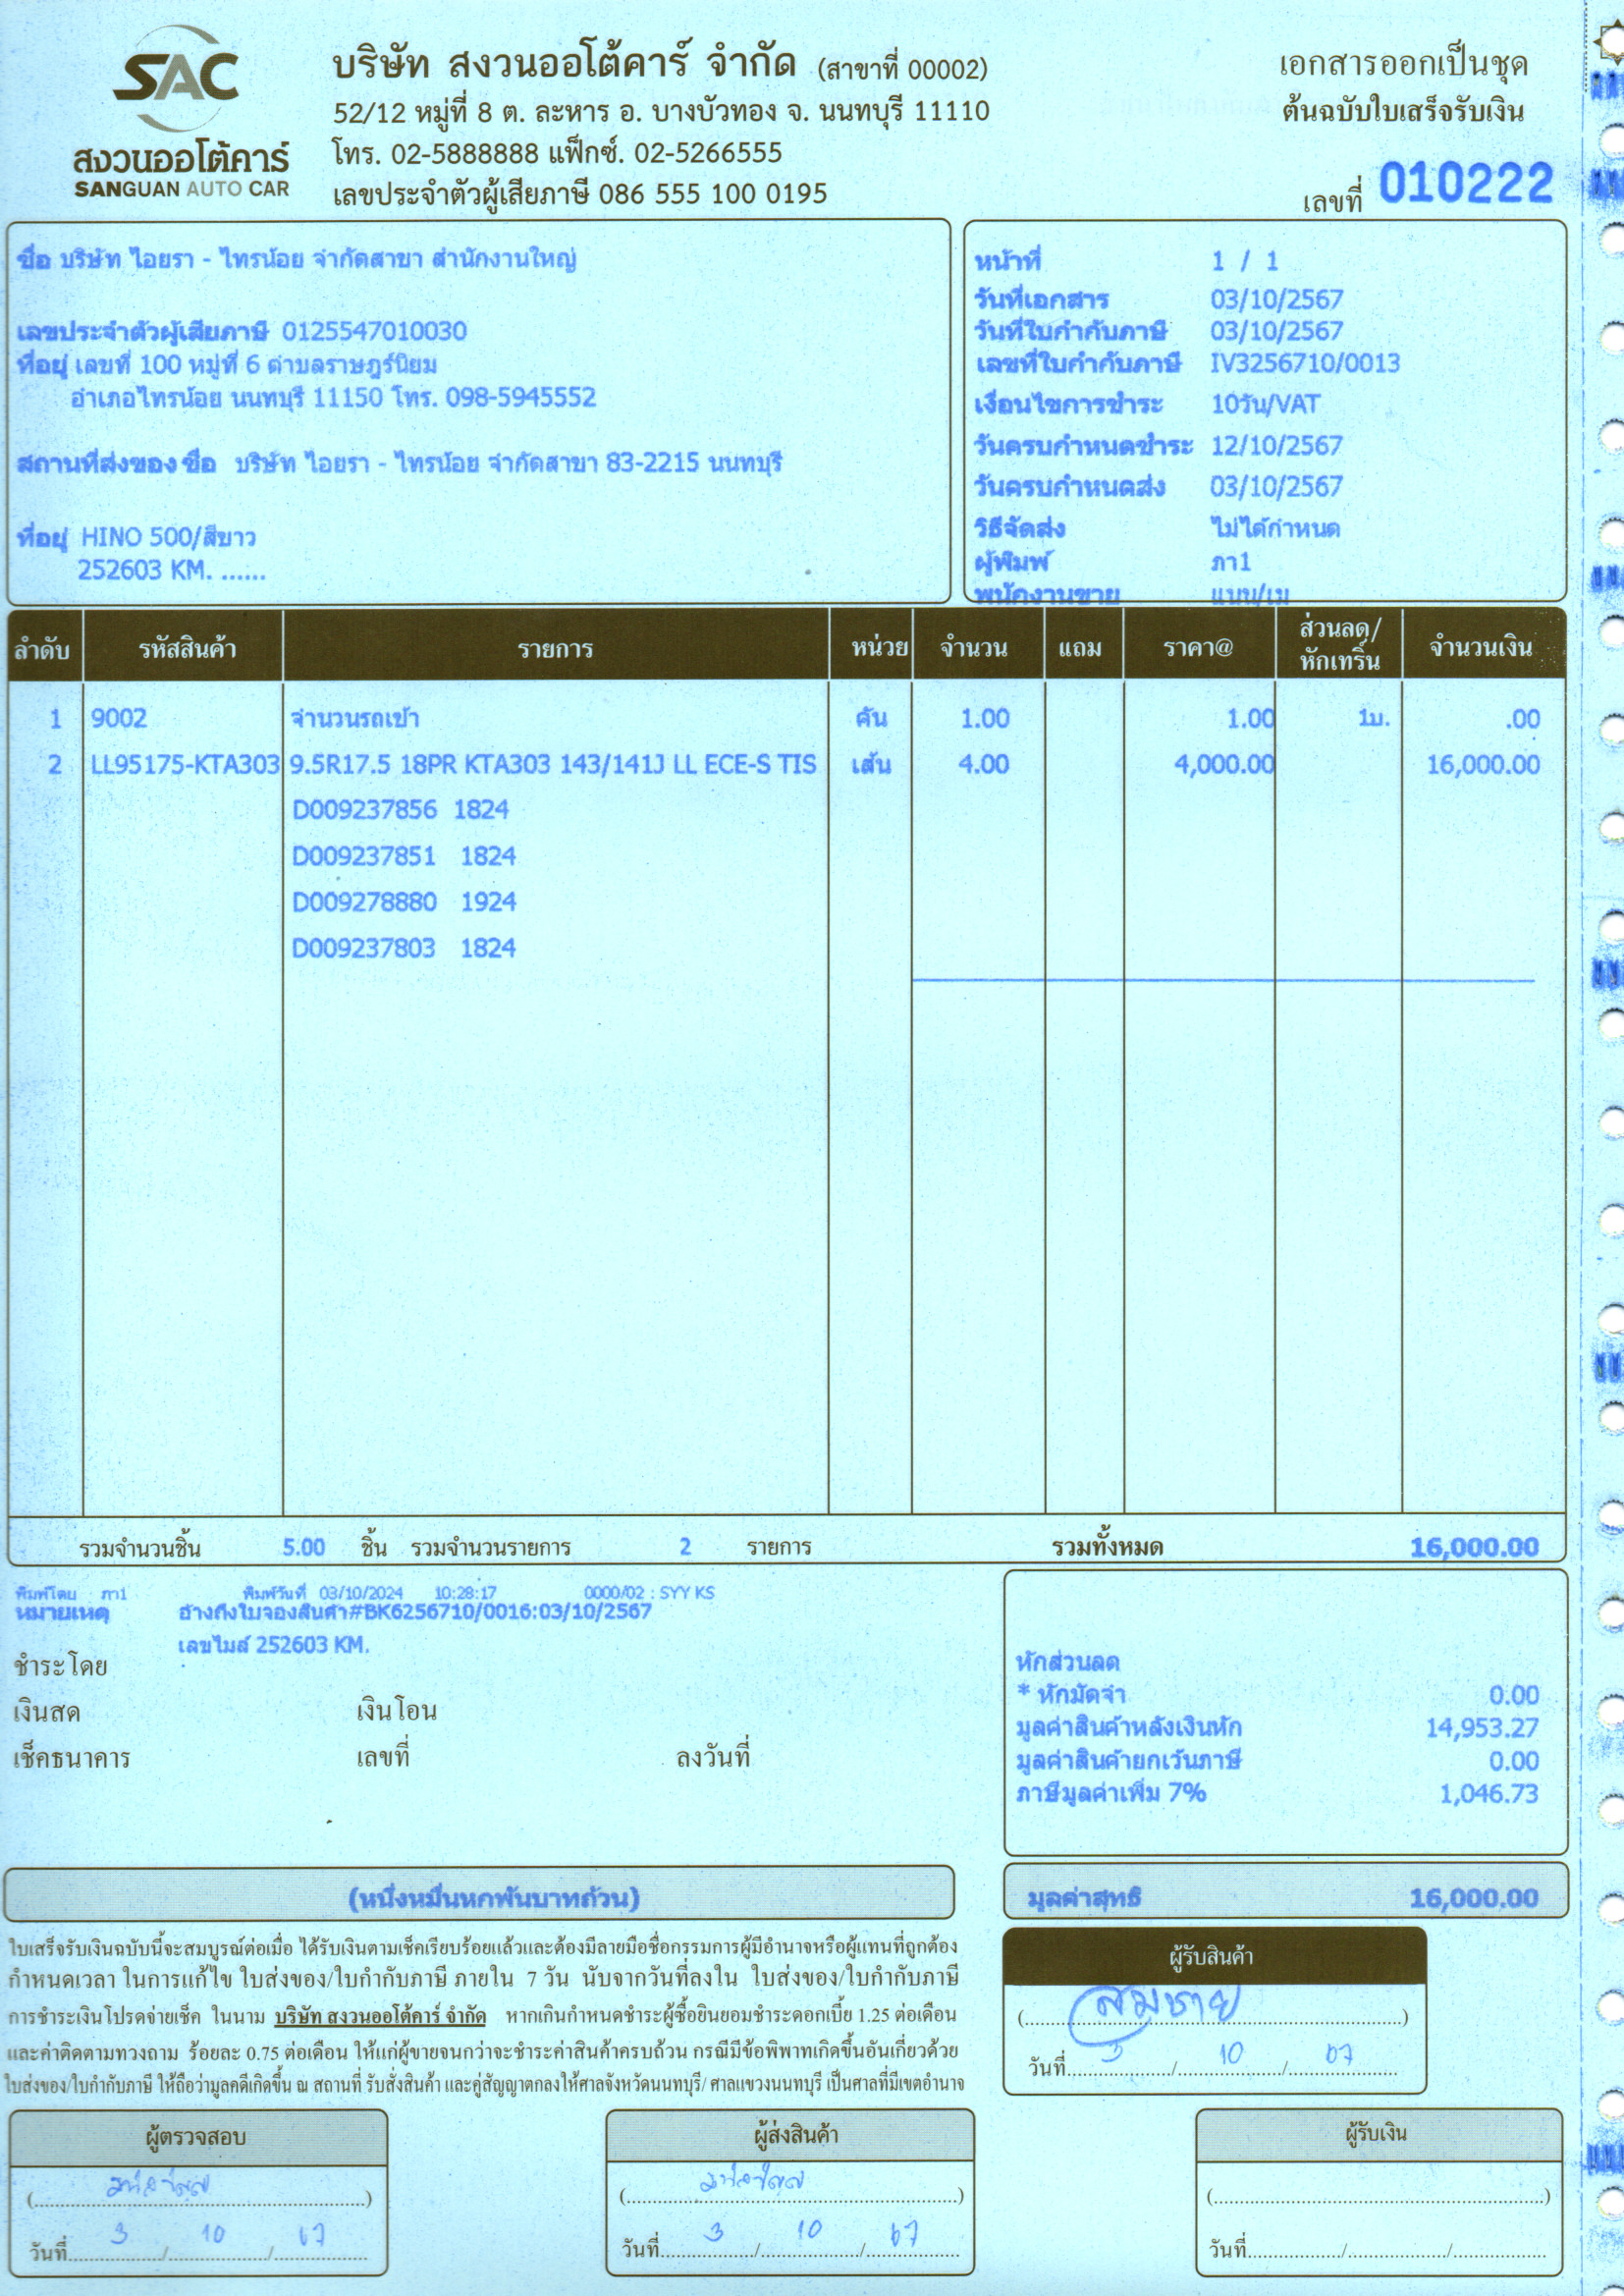 SAC
สงวนออโต้คาร์
SANGUAN AUTO CAR
บริษัท สงวนออโต้คาร์ จำกัด (สาขาที่ 00002)
52/12 หมู่ที่ 8 ต. ละหาร อ. บางบัวทอง จ. นนทบุรี 11110
โทร. 02-5888888 แฟ็กซ์. 02-5266555
เลขประจำตัวผู้เสียภาษี 086 555 100 0195
เอกสารออกเป็นชุด
ต้นฉบับใบเสร็จรับเงิน
เลขที่ 010222
ชื่อ บริษัท ไอยรา - ไทรน้อย จำกัดสาขา สำนักงานใหญ่
เลขประจำตัวผู้เสียภาษี 0125547010030
ที่อยู่ เลขที่ 100 หมู่ที่ 6 ตำบลราษฎร์นิยม
อำเภอไทรน้อย นนทบุรี 11150 โทร. 098-5945552
สถานที่ส่งของ ชื่อ บริษัท ไอยรา - ไทรน้อย จำกัดสาขา 83-2215 นนทบุรี
ที่อยู่ HINO 500/สีขาว
252603 KM. ......
หน้าที่ 1 / 1
วันที่เอกสาร 03/10/2567
วันที่ใบกำกับภาษี 03/10/2567
เลขที่ใบกำกับภาษี IV3256710/0013
เงื่อนไขการชำระ 10วัน/VAT
วันครบกำหนดชำระ 12/10/2567
วันครบกำหนดส่ง 03/10/2567
วิธีจัดส่ง ไม่ได้กำหนด
ผู้พิมพ์ ภา1
พนักงานขาย แนน/เม
ลำดับ รหัสสินค้า รายการ หน่วย จำนวน แถม ราคา@ ส่วนลด/หักเทริ์น จำนวนเงิน
1 9002 จำนวนรถเข้า คัน 1.00 1.00 1บ. .00
2 LL95175-KTA303 9.5R17.5 18PR KTA303 143/141J LL ECE-S TIS เส้น 4.00 4,000.00 16,000.00
D009237856 1824
D009237851 1824
D009278880 1924
D009237803 1824
รวมจำนวนชิ้น 5.00 ชิ้น รวมจำนวนรายการ 2 รายการ รวมทั้งหมด 16,000.00
พิมพ์โดย ภา1 พิมพ์วันที่ 03/10/2024 10:28:17 0000/02 : SYY KS
หมายเหตุ อ้างถึงใบจองสินค้า#BK6256710/0016:03/10/2567
เลขไมล์ 252603 KM.
ชำระโดย
เงินสด เงินโอน
เช็คธนาคาร เลขที่ ลงวันที่
หักส่วนลด
* หักมัดจำ 0.00
มูลค่าสินค้าหลังเงินหัก 14,953.27
มูลค่าสินค้ายกเว้นภาษี 0.00
ภาษีมูลค่าเพิ่ม 7% 1,046.73
(หนึ่งหมื่นหกพันบาทถ้วน)
มูลค่าสุทธิ 16,000.00
ใบเสร็จรับเงินฉบับนี้จะสมบูรณ์ต่อเมื่อ ได้รับเงินตามเช็คเรียบร้อยแล้วและต้องมีลายมือชื่อกรรมการผู้มีอำนาจหรือผู้แทนที่ถูกต้อง
กำหนดเวลา ในการแก้ไข ใบส่งของ/ใบกำกับภาษี ภายใน 7 วัน นับจากวันที่ลงใน ใบส่งของ/ใบกำกับภาษี
การชำระเงินโปรดจ่ายเช็ค ในนาม บริษัท สงวนออโต้คาร์ จำกัด หากเกินกำหนดชำระผู้ซื้อยินยอมชำระดอกเบี้ย 1.25 ต่อเดือน
และค่าติดตามทวงถาม ร้อยละ 0.75 ต่อเดือน ให้แก่ผู้ขายจนกว่าจะชำระค่าสินค้าครบถ้วน กรณีมีข้อพิพาทเกิดขึ้นอันเกี่ยวด้วย
ใบส่งของ/ใบกำกับภาษี ให้ถือว่ามูลคดีเกิดขึ้น ณ สถานที่ รับสั่งสินค้า และคู่สัญญาตกลงให้ศาลจังหวัดนนทบุรี/ ศาลแขวงนนทบุรี เป็นศาลที่มีเขตอำนาจ
ผู้รับสินค้า
(สมชาย)
วันที่ 3 / 10 / 67
ผู้ตรวจสอบ
วันที่ 3 / 10 / 67
ผู้ส่งสินค้า
วันที่ 3 / 10 / 67
ผู้รับเงิน
(....)
วันที่..../..../....